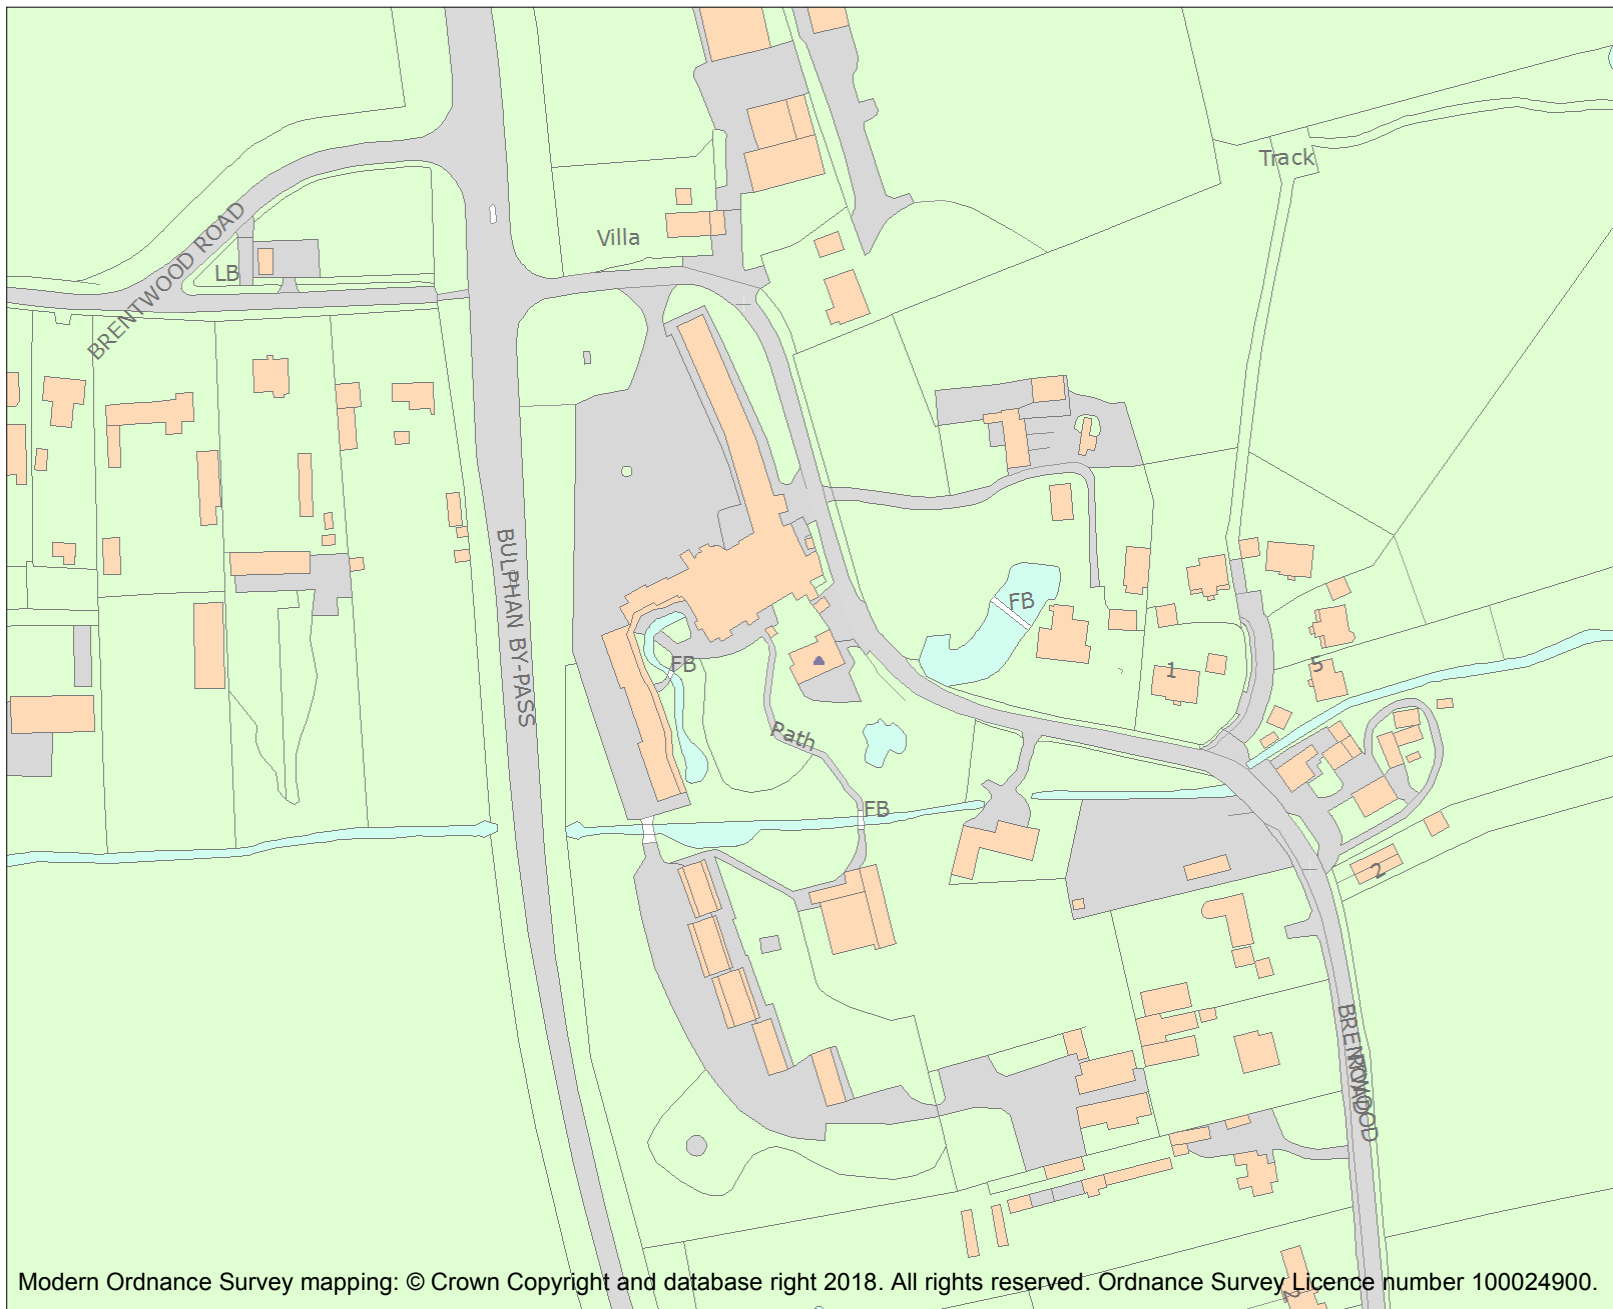 Track
BRENTWOOD ROAD
Villa
LB
BULPHAN BY-PASS
FB
FB
1
5
Path
FB
2
BRENTWOOD
ROAD
2
Modern Ordnance Survey mapping: © Crown Copyright and database right 2018. All rights reserved. Ordnance Survey Licence number 100024900.